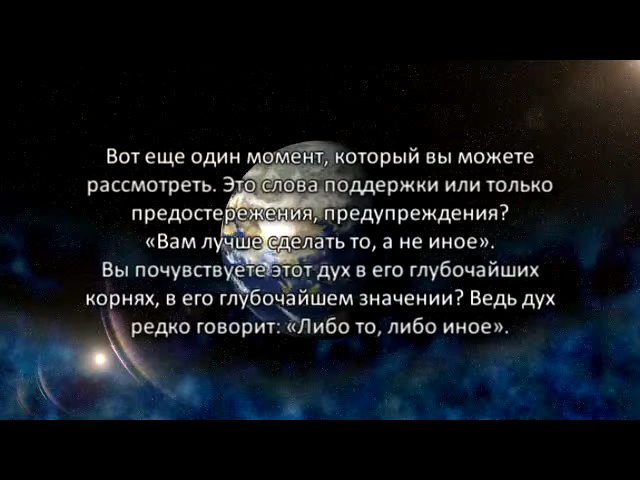 Вот еще один момент, который вы можете
рассмотреть. Это слова поддержки или только
предостережения, предупреждения?
«Вам лучше сделать то, а не иное».
Вы почувствуете этот дух в его глубочайших
корнях, в его глубочайшем значении? Ведь дух
редко говорит: «Либо то, либо иное».